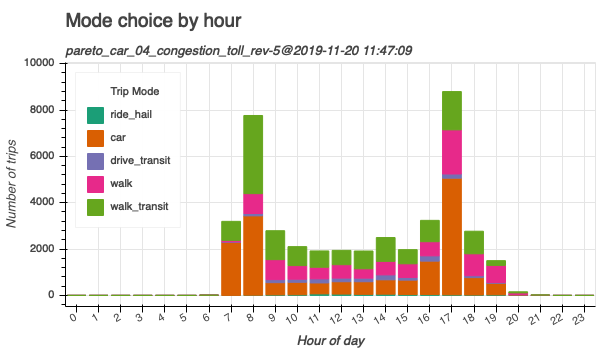 Mode choice by hour
pareto_car_04_congestion_toll_rev-5@2019-11-20 11:47:09
Number of trips
10000
8000
6000
4000
2000
0
Trip Mode
ride_hail
car
drive_transit
walk
walk_transit
0 1 2 3 4 5 6 7 8 9 10 11 12 13 14 15 16 17 18 19 20 21 22 23
Hour of day